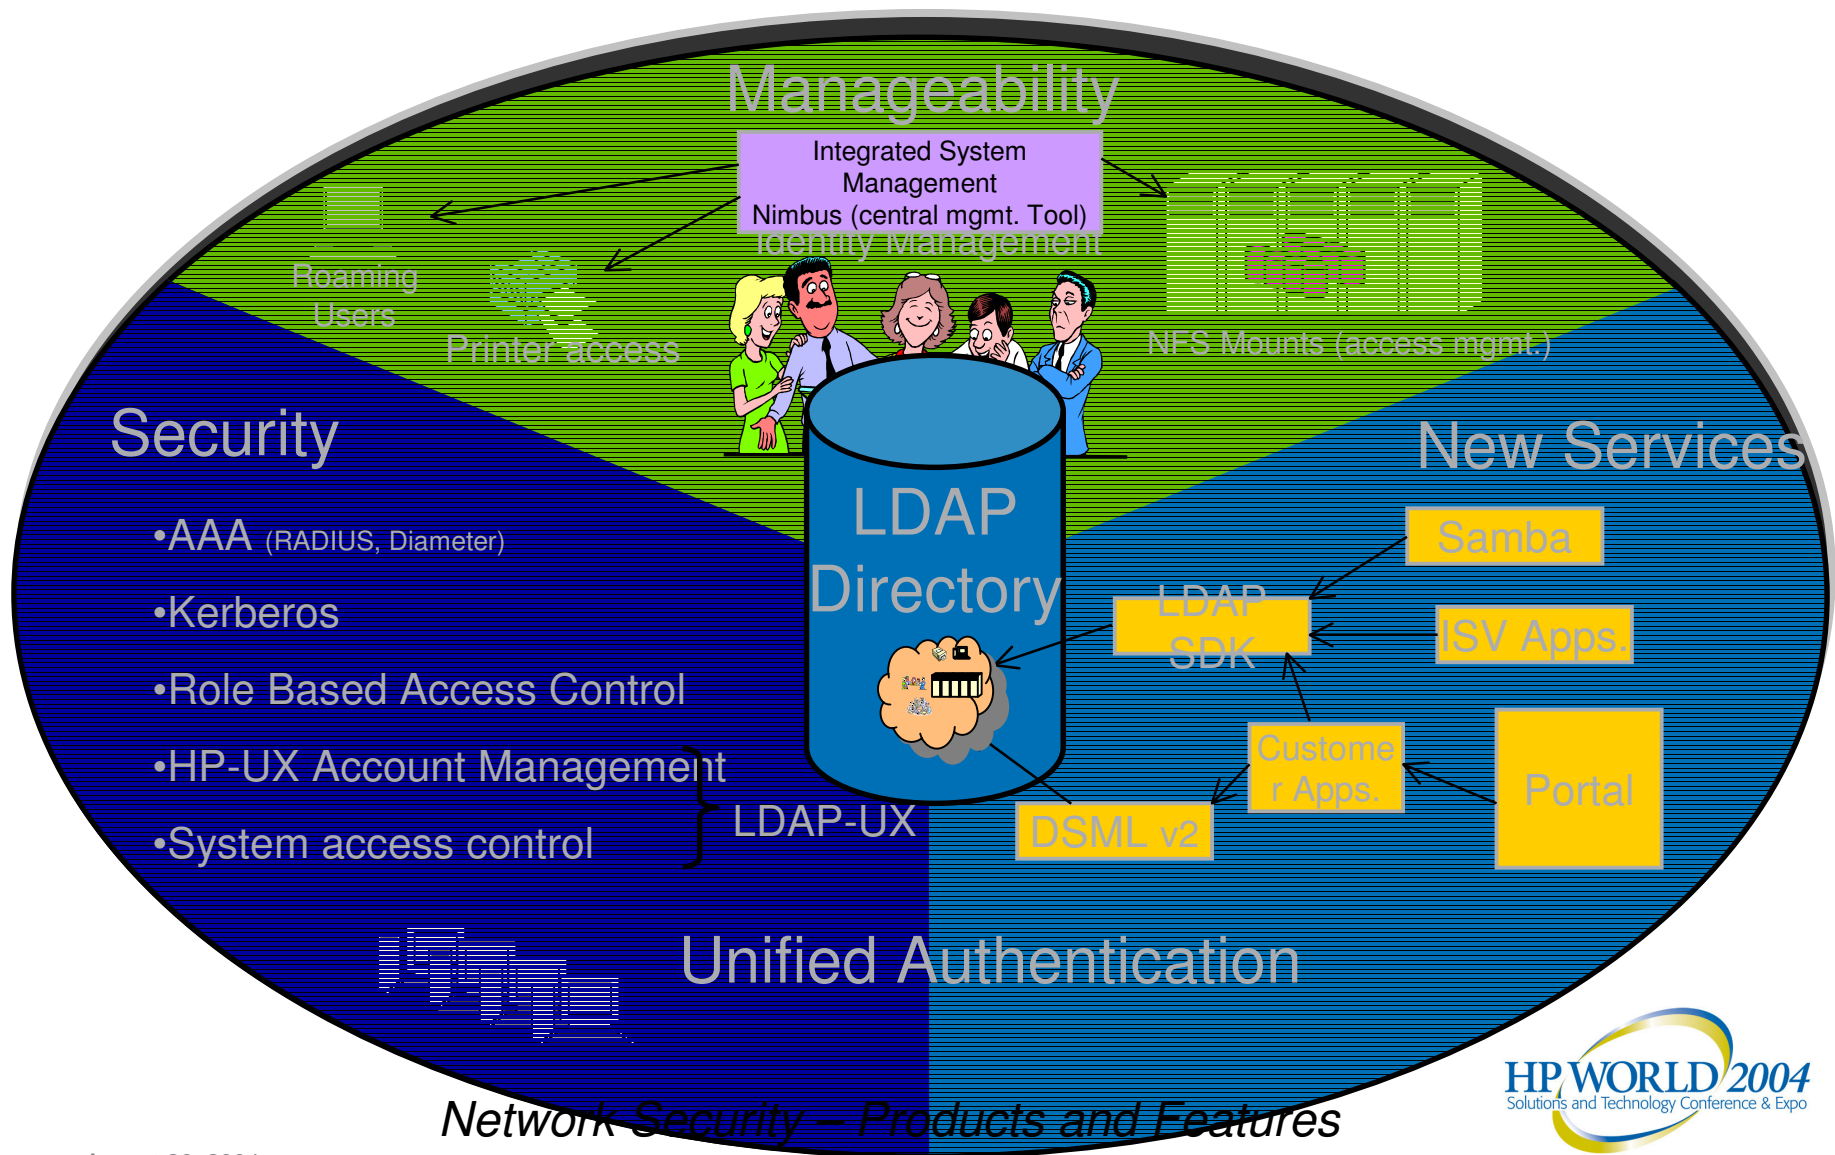 Manageability
Integrated System
Management
Nimbus (central mgmt. Tool)
Identity Management
Roaming
Users
Printer access
NFS Mounts (access mgmt.)
Security
•AAA (RADIUS, Diameter)
•Kerberos
•Role Based Access Control
•HP-UX Account Management
•System access control
LDAP-UX
LDAP
Directory
New Services
Samba
LDAP
SDK
ISV Apps.
Custome
r Apps.
Portal
DSML v2
Unified Authentication
Network Security – Products and Features
HP WORLD 2004
Solutions and Technology Conference & Expo